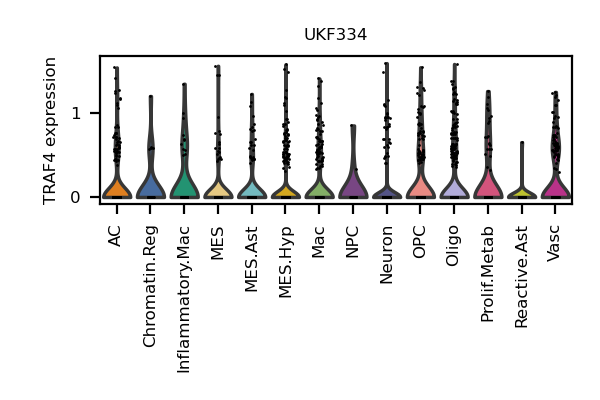 UKF334
TRAF4 expression
1
0
AC
Chromatin.Reg
Inflammatory.Mac
MES
MES.Ast
MES.Hyp
Mac
NPC
Neuron
OPC
Oligo
Prolif.Metab
Reactive.Ast
Vasc